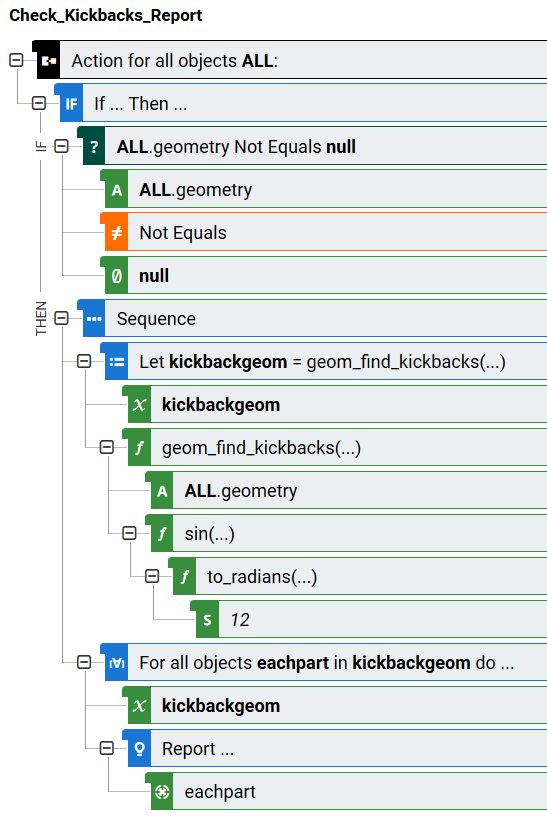 Check_Kickbacks_Report
Action for all objects ALL:
IF If ... Then ...
IF ? ALL.geometry Not Equals null
A ALL.geometry
≠ Not Equals
∅ null
THEN ... Sequence
:= Let kickbackgeom = geom_find_kickbacks(...)
x kickbackgeom
f geom_find_kickbacks(...)
A ALL.geometry
f sin(...)
f to_radians(...)
S 12
(∀) For all objects eachpart in kickbackgeom do ...
x kickbackgeom
Report ...
eachpart